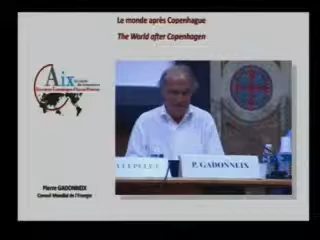 Le monde après Copenhague
The World after Copenhagen
Aix
P. GADONNEIX
Pierre GADONNEIX
Conseil Mondial de l'Energie